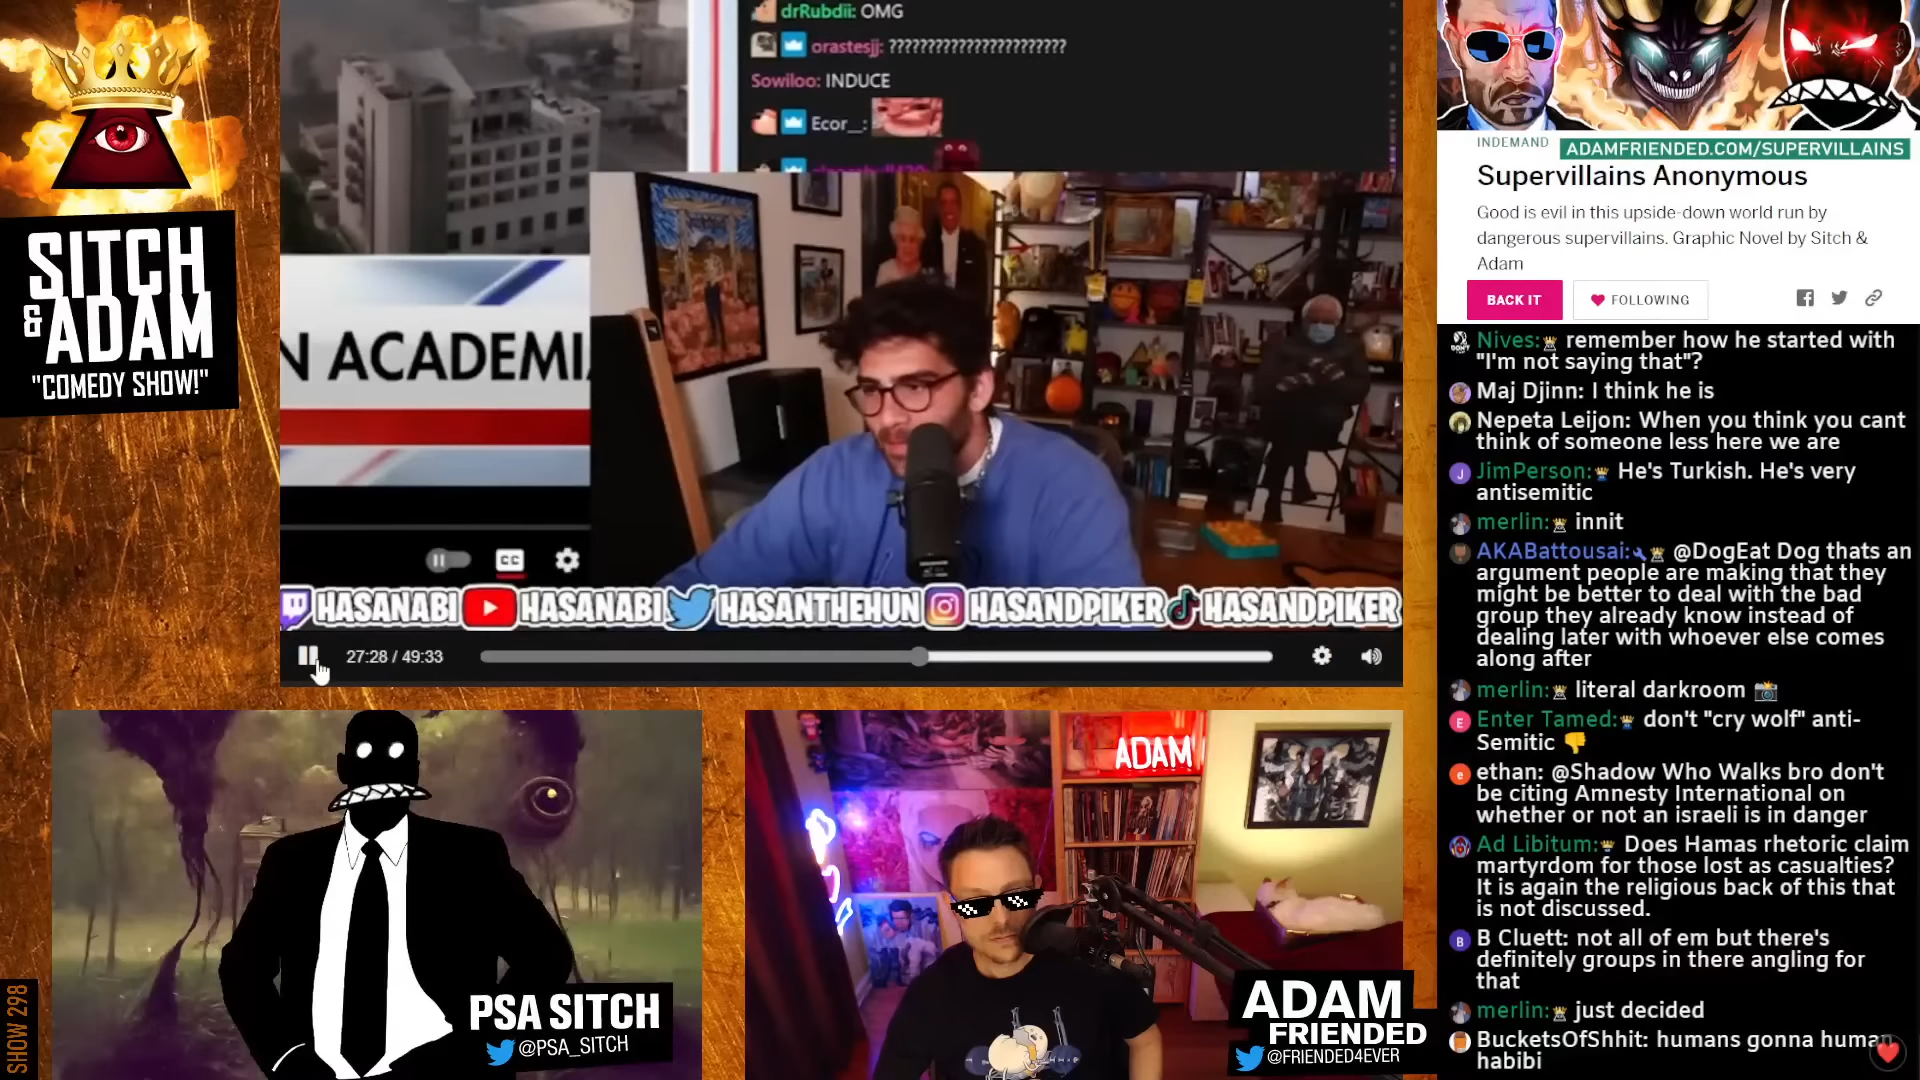 SITCH
& ADAM
"COMEDY SHOW!"
SHOW 298
drRubdii: OMG
orastesjj: ???????????????????????
Sowiloo: INDUCE
Ecor__:
N ACADEMI
CC
HASANABI HASANABI HASANTHEHUN HASANDPIKER HASANDPIKER
27:28 / 49:33
PSA SITCH
@PSA_SITCH
ADAM
ADAM
FRIENDED
@FRIENDED4EVER
INDEMAND
ADAMFRIENDED.COM/SUPERVILLAINS
Supervillains Anonymous
Good is evil in this upside-down world run by
dangerous supervillains. Graphic Novel by Sitch &
Adam
BACK IT
FOLLOWING
Nives: remember how he started with
"I'm not saying that"?
Maj Djinn: I think he is
Nepeta Leijon: When you think you cant
think of someone less here we are
JimPerson: He's Turkish. He's very
antisemitic
merlin: innit
AKABattousai: @DogEat Dog thats an
argument people are making that they
might be better to deal with the bad
group they already know instead of
dealing later with whoever else comes
along after
merlin: literal darkroom
Enter Tamed: don't "cry wolf" anti-
Semitic
ethan: @Shadow Who Walks bro don't
be citing Amnesty International on
whether or not an israeli is in danger
Ad Libitum: Does Hamas rhetoric claim
martyrdom for those lost as casualties?
It is again the religious back of this that
is not discussed.
B Cluett: not all of em but there's
definitely groups in there angling for
that
merlin: just decided
BucketsOfShhit: humans gonna human
habibi